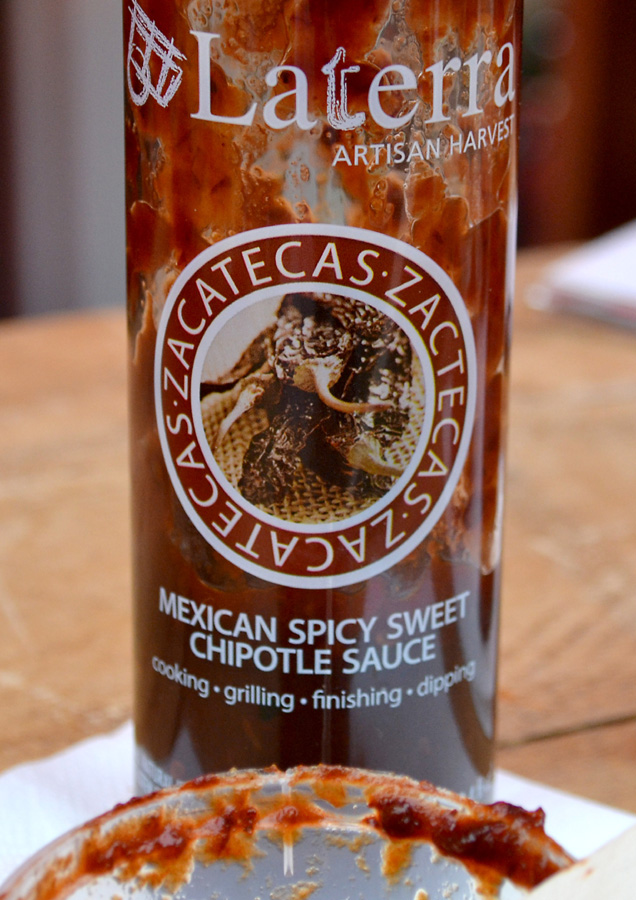 Laterra
ARTISAN HARVEST
ZACATECAS · ZACTECAS · ZACATECAS ·
MEXICAN SPICY SWEET
CHIPOTLE SAUCE
cooking · grilling · finishing · dipping